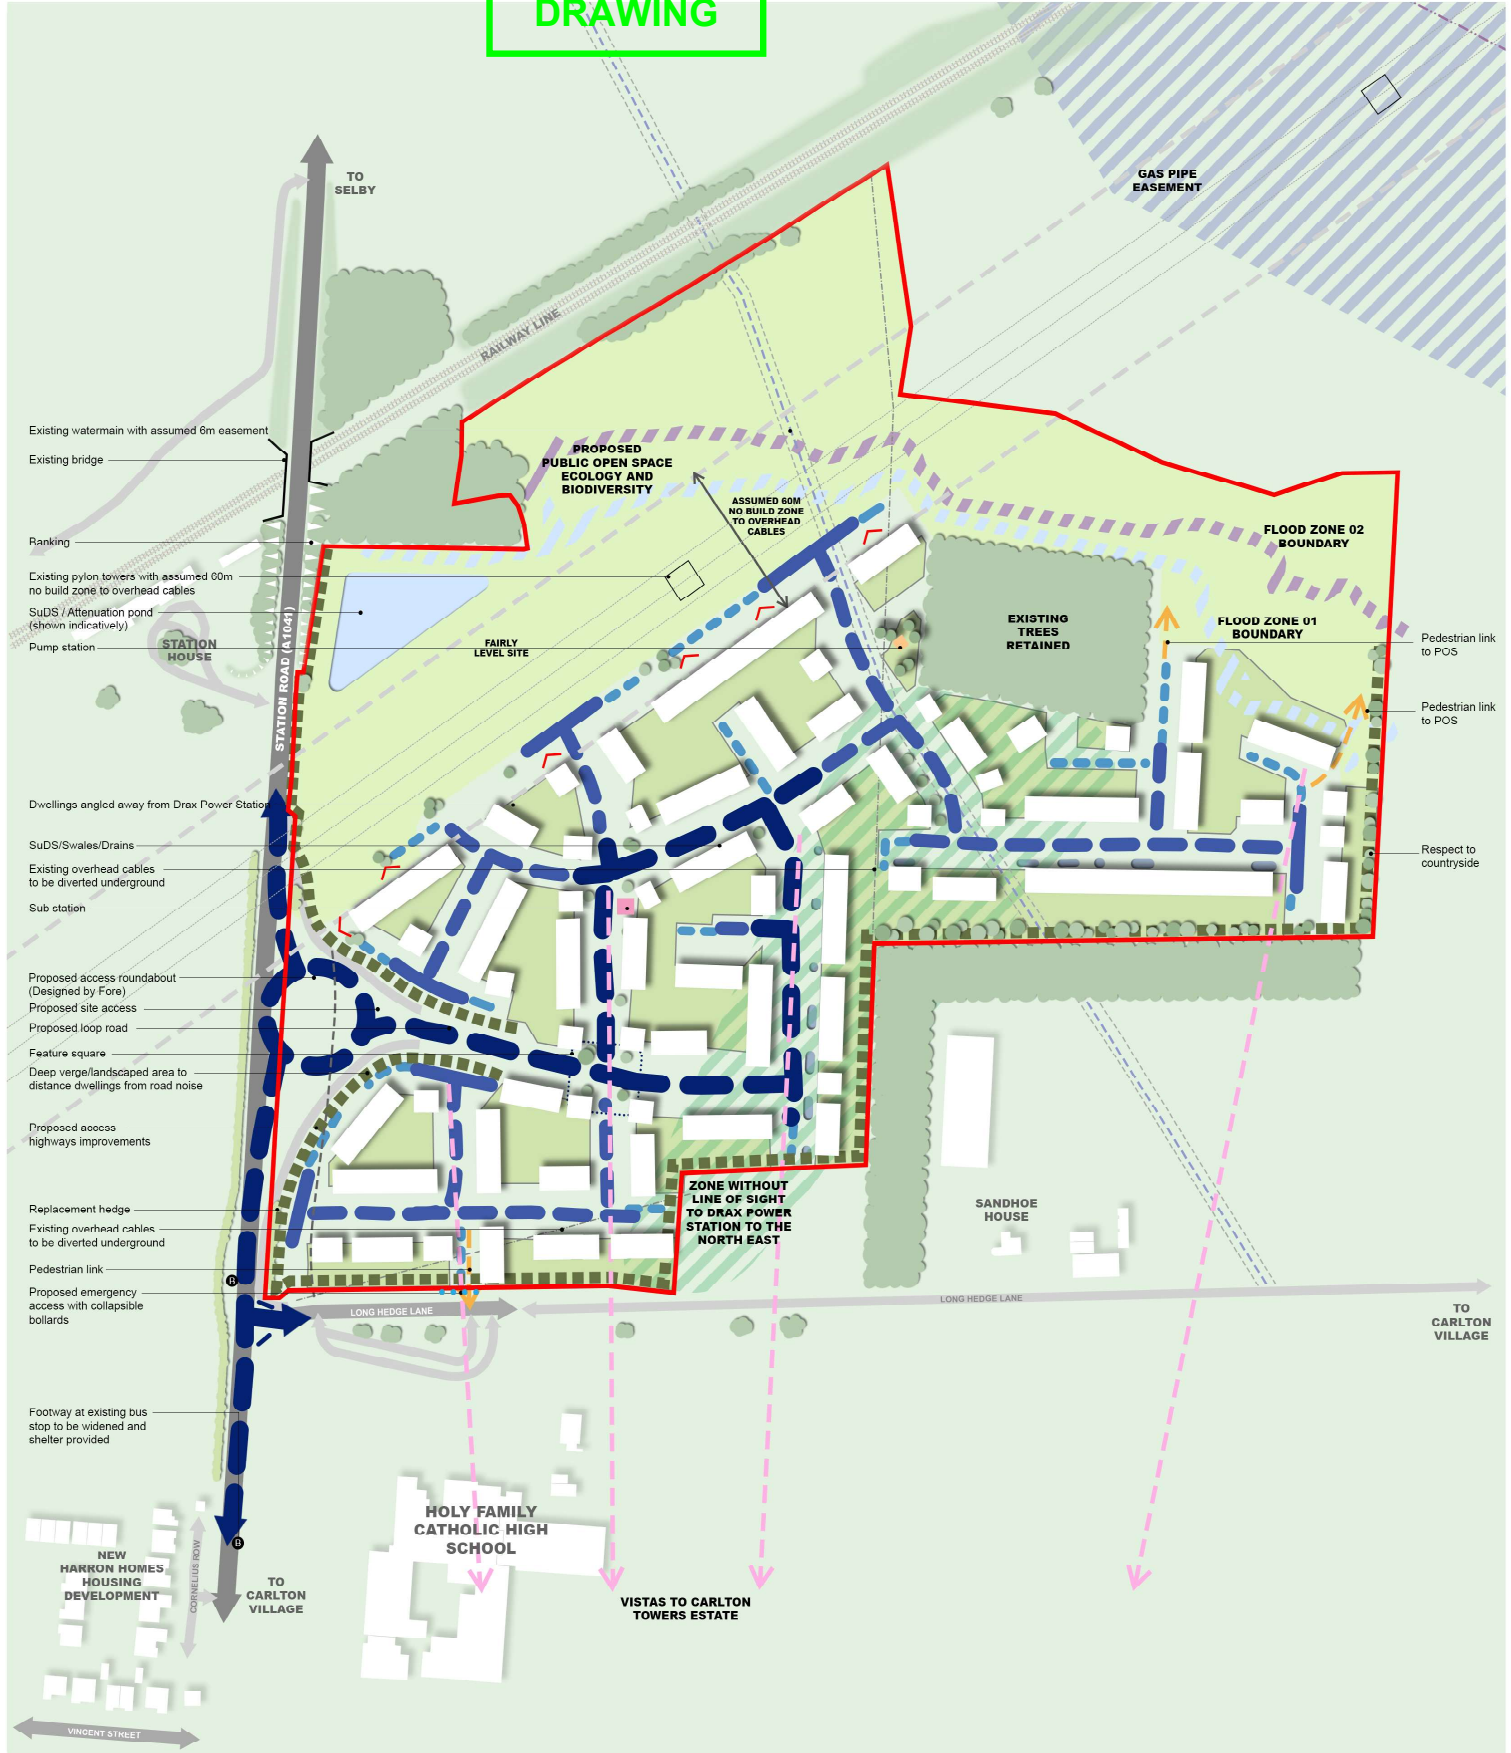 DRAWING
TO
SELBY
GAS PIPE
EASEMENT
RAILWAY LINE
Existing watermain with assumed 6m easement
Existing bridge
PROPOSED
PUBLIC OPEN SPACE
ECOLOGY AND
BIODIVERSITY
ASSUMED 60M
NO BUILD ZONE
TO OVERHEAD
CABLES
FLOOD ZONE 02
BOUNDARY
Banking
Existing pylon towers with assumed 60m
no build zone to overhead cables
SuDS / Attenuation pond
(shown indicatively)
STATION
HOUSE
Pump station
STATION ROAD (A1041)
FAIRLY
LEVEL SITE
EXISTING
TREES
RETAINED
FLOOD ZONE 01
BOUNDARY
Pedestrian link
to POS
Pedestrian link
to POS
Dwellings angled away from Drax Power Station
SuDS/Swales/Drains
Existing overhead cables
to be diverted underground
Respect to
countryside
Sub station
Proposed access roundabout
(Designed by Fore)
Proposed site access
Proposed loop road
Feature square
Deep verge/landscaped area to
distance dwellings from road noise
Proposed access
highways improvements
ZONE WITHOUT
LINE OF SIGHT
TO DRAX POWER
STATION TO THE
NORTH EAST
SANDHOE
HOUSE
Replacement hedge
Existing overhead cables
to be diverted underground
Pedestrian link
B
Proposed emergency
access with collapsible
bollards
LONG HEDGE LANE
LONG HEDGE LANE
TO
CARLTON
VILLAGE
Footway at existing bus
stop to be widened and
shelter provided
HOLY FAMILY
CATHOLIC HIGH
SCHOOL
B
NEW
HARRON HOMES
HOUSING
DEVELOPMENT
CORNELIUS ROW
TO
CARLTON
VILLAGE
VISTAS TO CARLTON
TOWERS ESTATE
VINCENT STREET